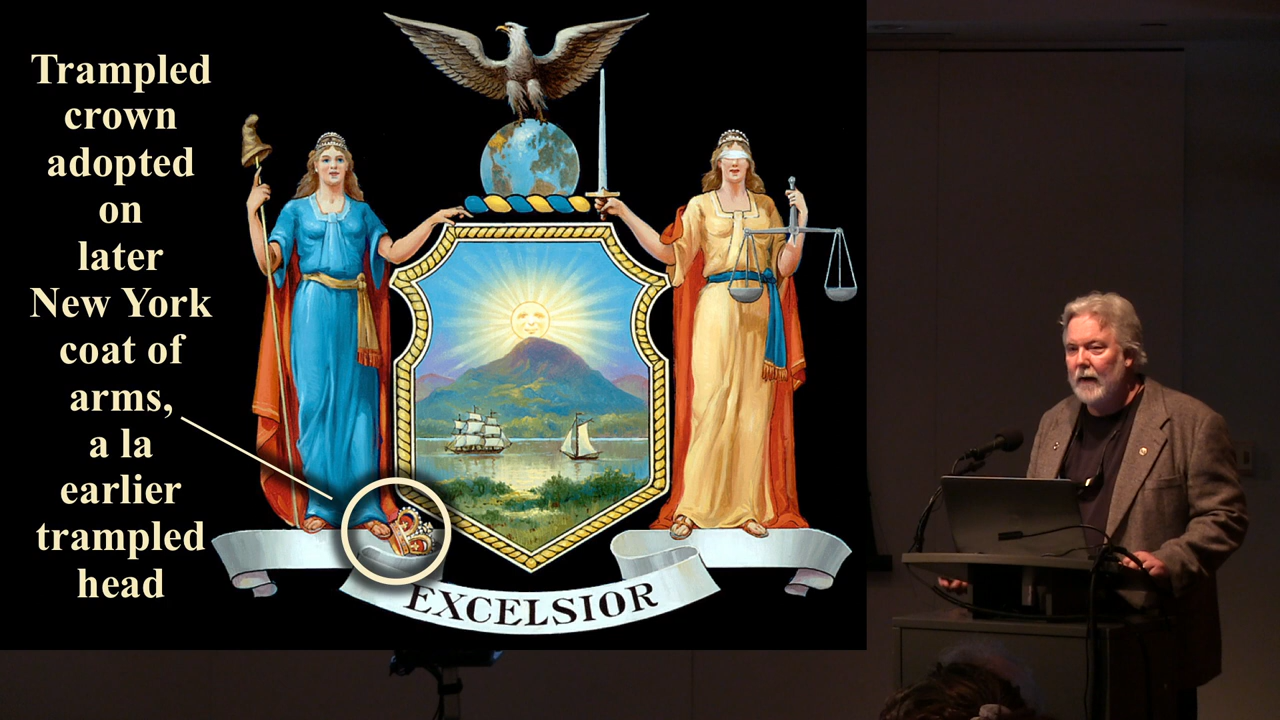 Trampled
crown
adopted
on
later
New York
coat of
arms,
a la
earlier
trampled
head
EXCELSIOR